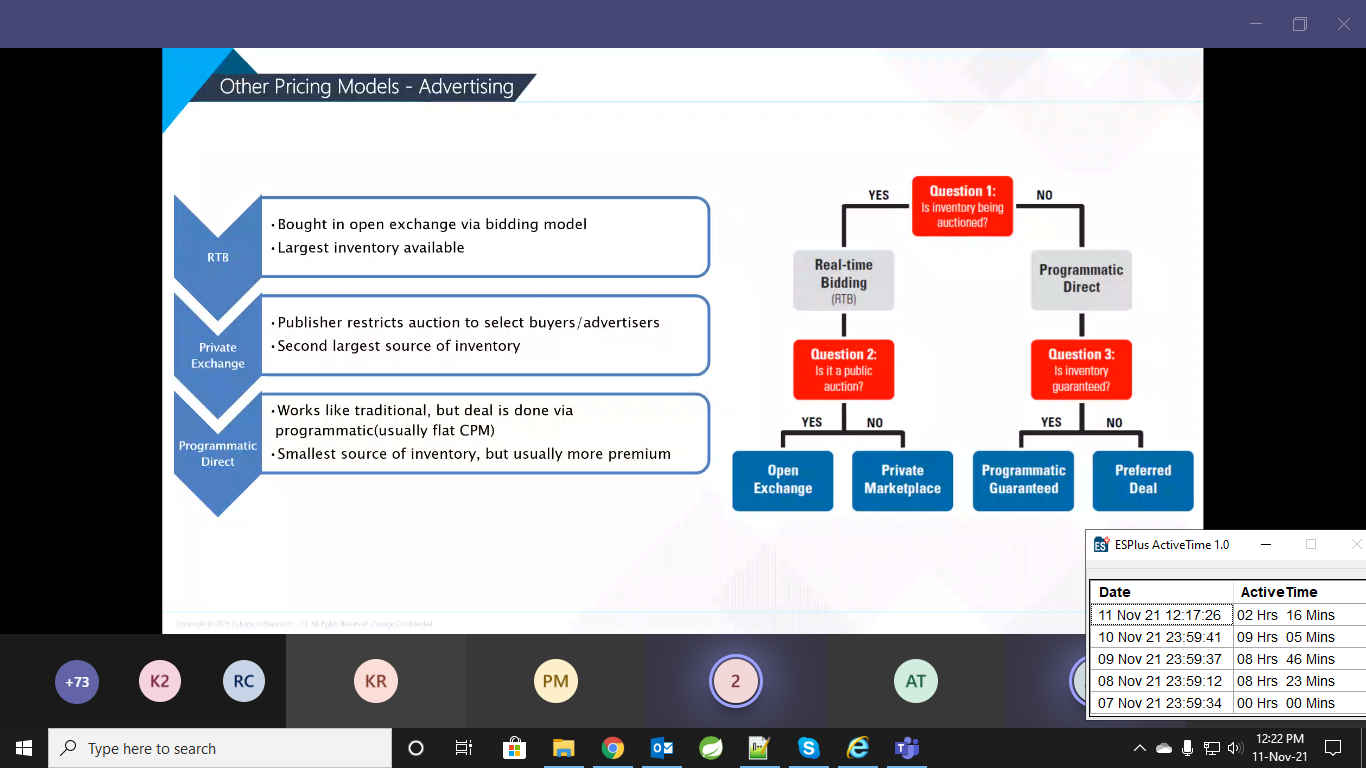 Other Pricing Models - Advertising
RTB
•Bought in open exchange via bidding model
•Largest inventory available
Private
Exchange
•Publisher restricts auction to select buyers/advertisers
•Second largest source of inventory
Programmatic
Direct
•Works like traditional, but deal is done via
programmatic(usually flat CPM)
•Smallest source of inventory, but usually more premium
Question 1:
Is inventory being
auctioned?
YES
NO
Real-time
Bidding
(RTB)
Programmatic
Direct
Question 2:
Is it a public
auction?
Question 3:
Is inventory
guaranteed?
YES
NO
YES
NO
Open
Exchange
Private
Marketplace
Programmatic
Guaranteed
Preferred
Deal
ES
ESPlus ActiveTime 1.0
Date ActiveTime
11 Nov 21 12:17:26 02 Hrs 16 Mins
10 Nov 21 23:59:41 09 Hrs 05 Mins
09 Nov 21 23:59:37 08 Hrs 46 Mins
08 Nov 21 23:59:12 08 Hrs 23 Mins
07 Nov 21 23:59:34 00 Hrs 00 Mins
+73
K2
RC
KR
PM
2
AT
Type here to search
12:22 PM
11-Nov-21